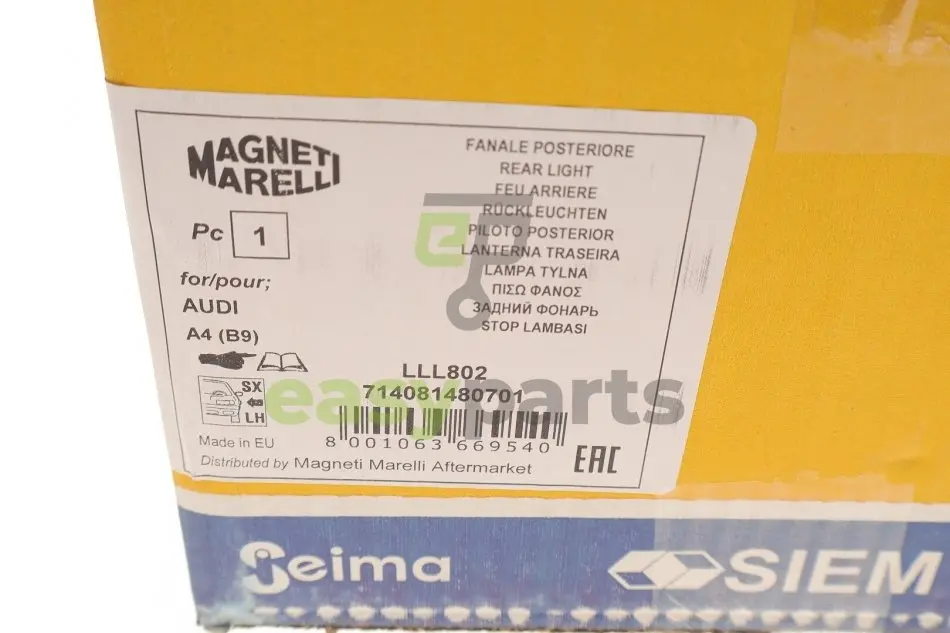 MAGNETI
MARELLI
Pc 1
for/pour;
AUDI
A4 (B9)
SX
LH
FANALE POSTERIORE
REAR LIGHT
FEU ARRIERE
RÜCKLEUCHTEN
PILOTO POSTERIOR
LANTERNA TRASEIRA
LAMPA TYLNA
ΠΙΣΩ ΦΑΝΟΣ
ЗАДНИЙ ФОНАРЬ
STOP LAMBASI
LLL802
714081480701
8 001063 669540
Made in EU
Distributed by Magneti Marelli Aftermarket
EAC
ep
easyparts
Seima
SIEM